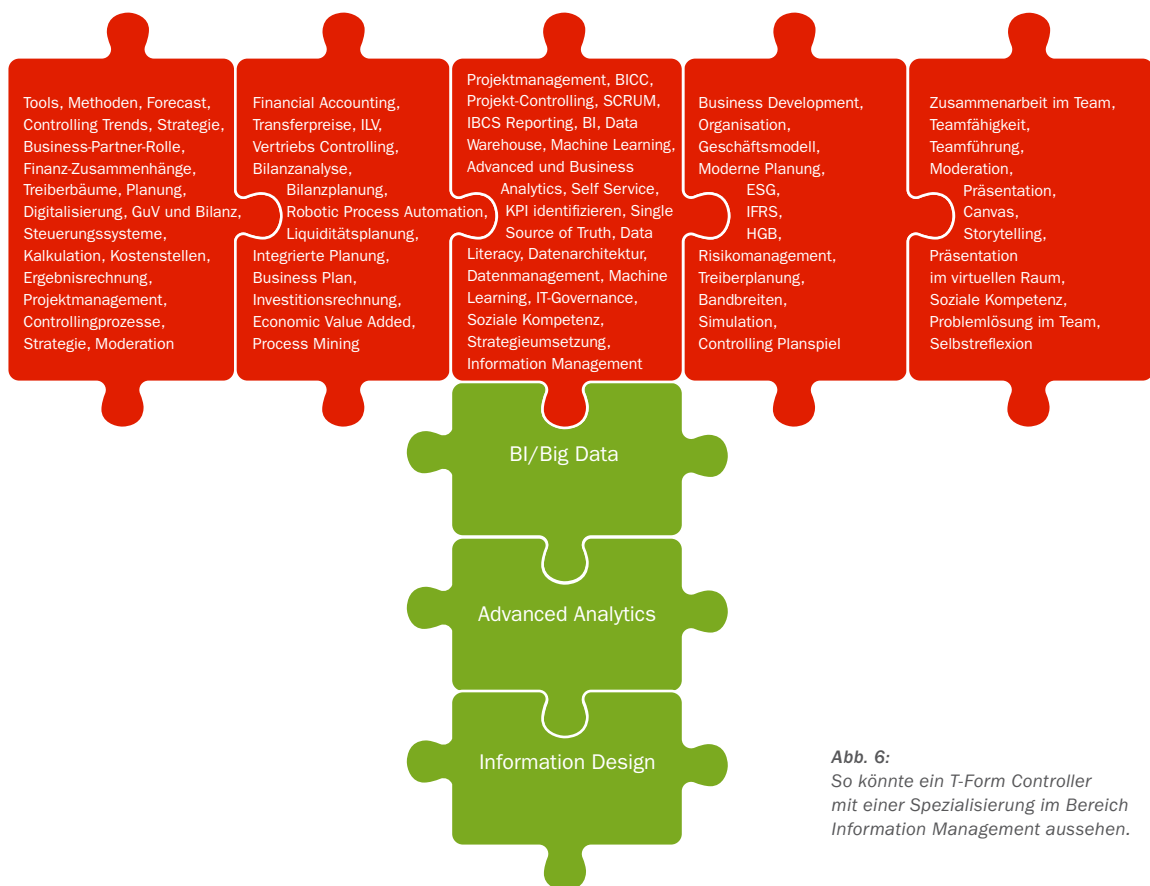 Tools, Methoden, Forecast,
Controlling Trends, Strategie,
Business-Partner-Rolle,
Finanz-Zusammenhänge,
Treiberbäume, Planung,
Digitalisierung, GuV und Bilanz,
Steuerungssysteme,
Kalkulation, Kostenstellen,
Ergebnisrechnung,
Projektmanagement,
Controllingprozesse,
Strategie, Moderation
Financial Accounting,
Transferpreise, ILV,
Vertriebs Controlling,
Bilanzanalyse,
Bilanzplanung,
Robotic Process Automation,
Liquiditätsplanung,
Integrierte Planung,
Business Plan,
Investitionsrechnung,
Economic Value Added,
Process Mining
Projektmanagement, BICC,
Projekt-Controlling, SCRUM,
IBCS Reporting, BI, Data
Warehouse, Machine Learning,
Advanced und Business
Analytics, Self Service,
KPI identifizieren, Single
Source of Truth, Data
Literacy, Datenarchitektur,
Datenmanagement, Machine
Learning, IT-Governance,
Soziale Kompetenz,
Strategieumsetzung,
Information Management
Business Development,
Organisation,
Geschäftsmodell,
Moderne Planung,
ESG,
IFRS,
HGB,
Risikomanagement,
Treiberplanung,
Bandbreiten,
Simulation,
Controlling Planspiel
Zusammenarbeit im Team,
Teamfähigkeit,
Teamführung,
Moderation,
Präsentation,
Canvas,
Storytelling,
Präsentation
im virtuellen Raum,
Soziale Kompetenz,
Problemlösung im Team,
Selbstreflexion
BI/Big Data
Advanced Analytics
Information Design
Abb. 6:
So könnte ein T-Form Controller
mit einer Spezialisierung im Bereich
Information Management aussehen.